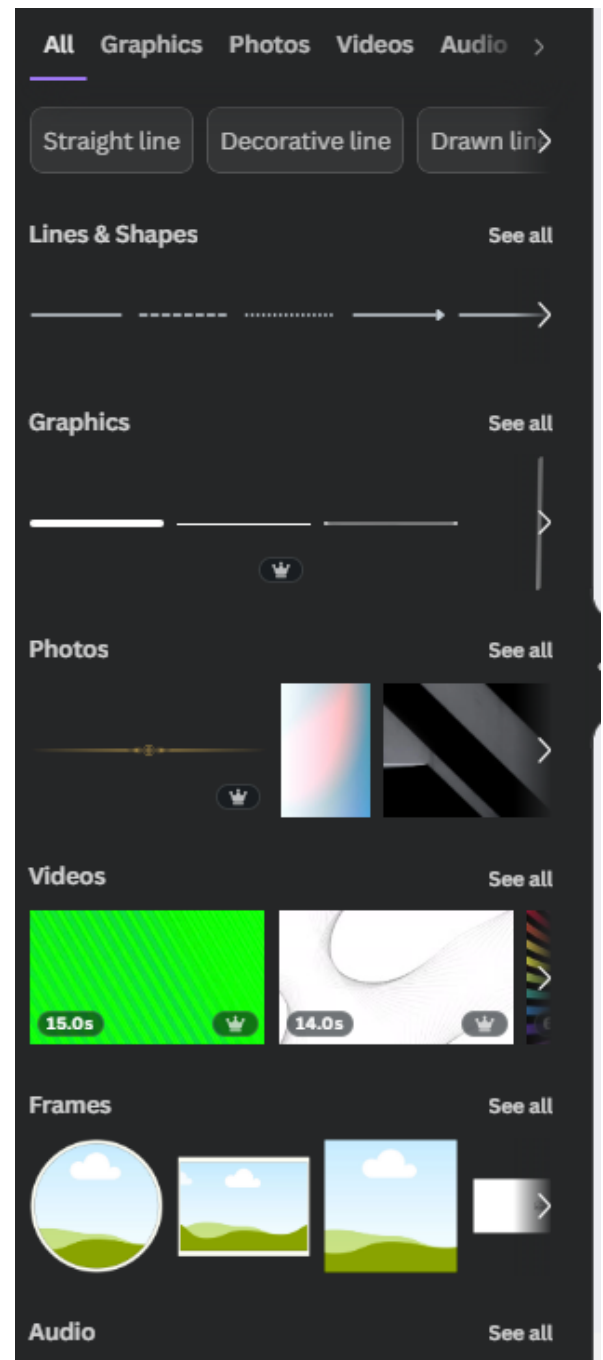 All Graphics Photos Videos Audio
Straight line Decorative line Drawn
Lines & Shapes See all
Graphics See all
Photos See all
Videos See all
15.0s 14.0s
Frames See all
Audio See all